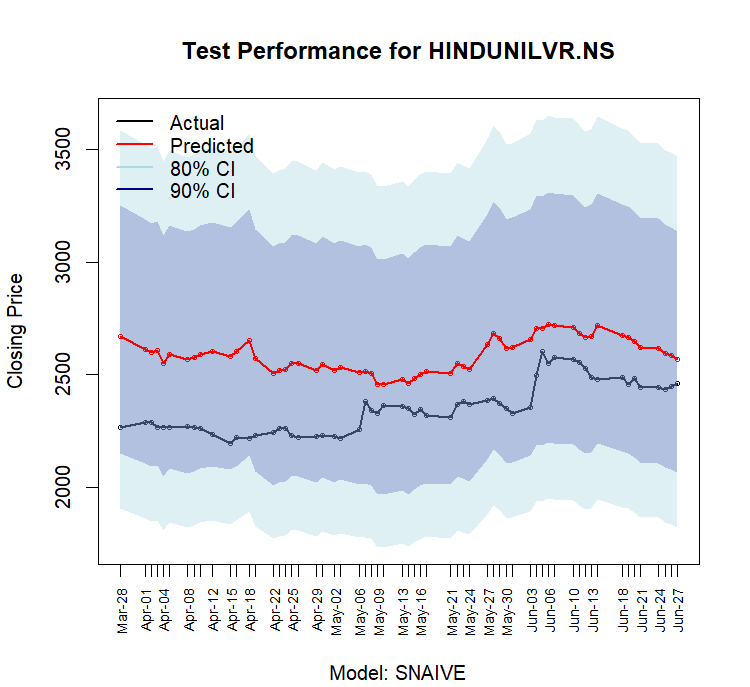 Test Performance for HINDUNILVR.NS
Actual
Predicted
80% CI
90% CI
Closing Price
3500
3000
2500
2000
Mar-28
Apr-01
Apr-04
Apr-08
Apr-12
Apr-15
Apr-18
Apr-22
Apr-25
Apr-29
May-02
May-06
May-09
May-13
May-16
May-21
May-24
May-27
May-30
Jun-03
Jun-06
Jun-10
Jun-13
Jun-18
Jun-21
Jun-24
Jun-27
Model: SNAIVE